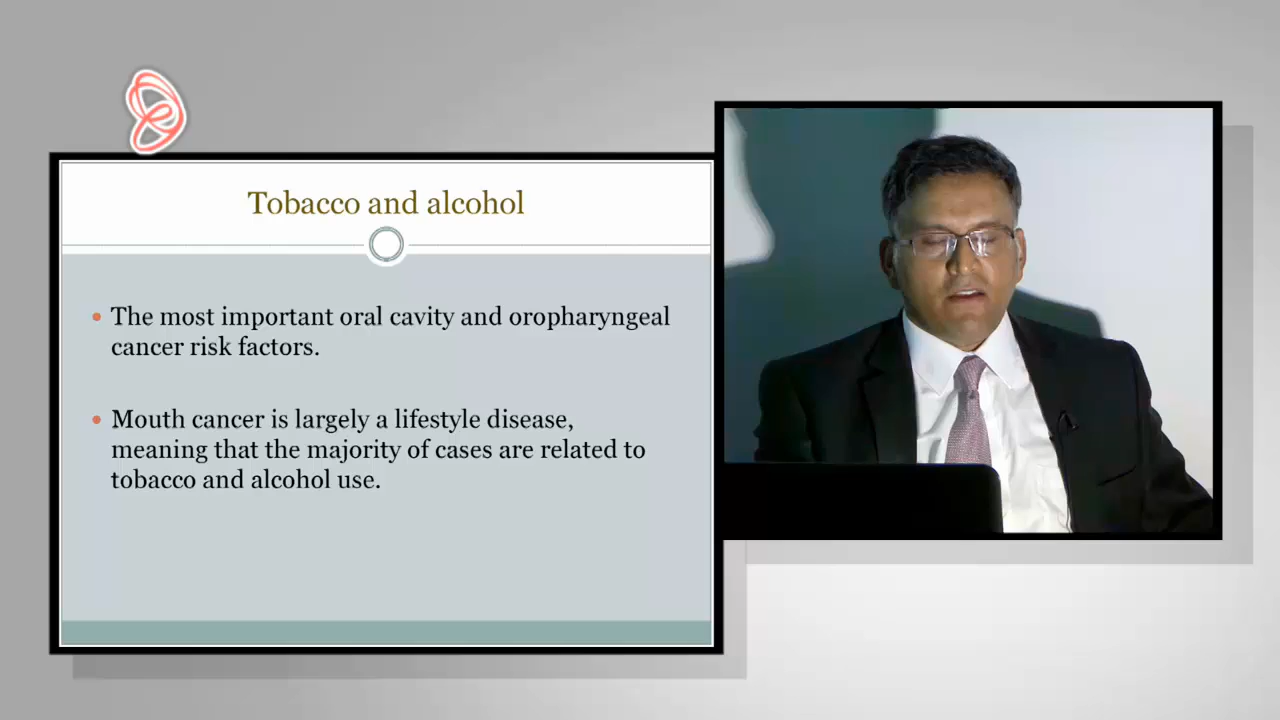 Tobacco and alcohol
• The most important oral cavity and oropharyngeal
cancer risk factors.
• Mouth cancer is largely a lifestyle disease,
meaning that the majority of cases are related to
tobacco and alcohol use.